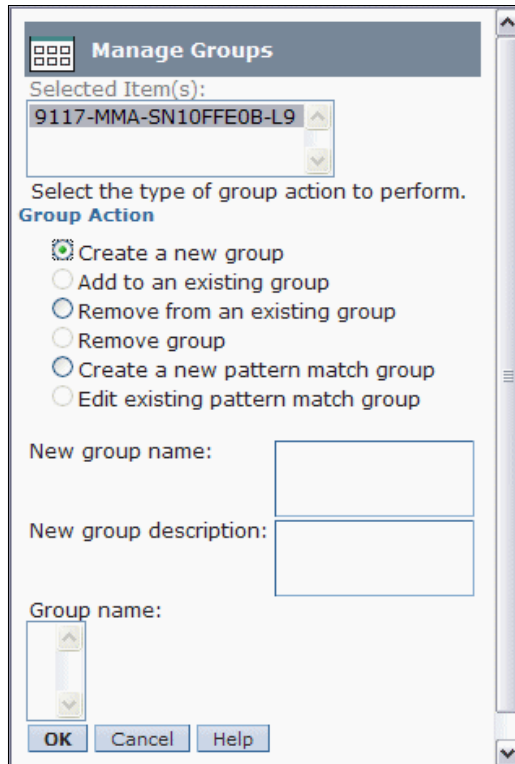 Manage Groups
Selected Item(s):
9117-MMA-SN10FFE0B-L9
Select the type of group action to perform.
Group Action
Create a new group
Add to an existing group
Remove from an existing group
Remove group
Create a new pattern match group
Edit existing pattern match group
New group name:
New group description:
Group name:
OK Cancel Help